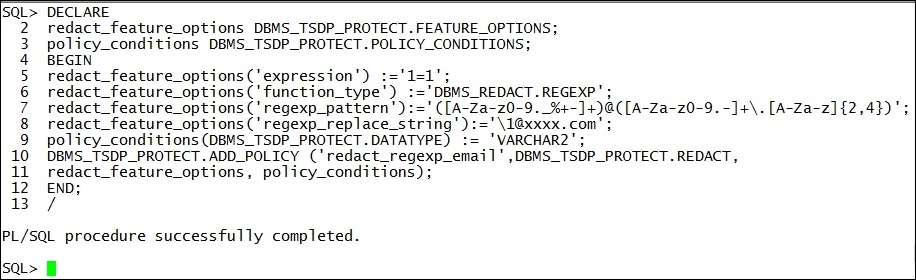 SQL> DECLARE
2 redact_feature_options DBMS_TSDP_PROTECT.FEATURE_OPTIONS;
3 policy_conditions DBMS_TSDP_PROTECT.POLICY_CONDITIONS;
4 BEGIN
5 redact_feature_options('expression') :='1=1';
6 redact_feature_options('function_type') :='DBMS_REDACT.REGEXP';
7 redact_feature_options('regexp_pattern'):='([A-Za-z0-9._%+-]+)@([A-Za-z0-9.-]+\.[A-Za-z]{2,4})';
8 redact_feature_options('regexp_replace_string'):='\1@xxxx.com';
9 policy_conditions(DBMS_TSDP_PROTECT.DATATYPE) := 'VARCHAR2';
10 DBMS_TSDP_PROTECT.ADD_POLICY ('redact_regexp_email',DBMS_TSDP_PROTECT.REDACT,
11 redact_feature_options, policy_conditions);
12 END;
13 /
PL/SQL procedure successfully completed.
SQL>